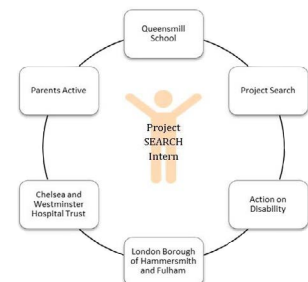 Queensmill
School
Parents Active
Project Search
Project
SEARCH
Intern
Chelsea and
Westminster
Hospital Trust
Action on
Disability
London Borough
of Hammersmith
and Fulham